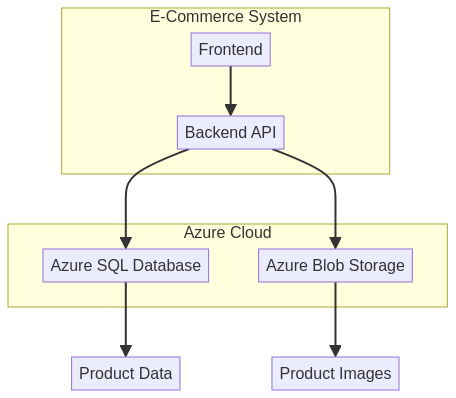 E-Commerce System
Frontend
Backend API
Azure Cloud
Azure SQL Database
Azure Blob Storage
Product Data
Product Images